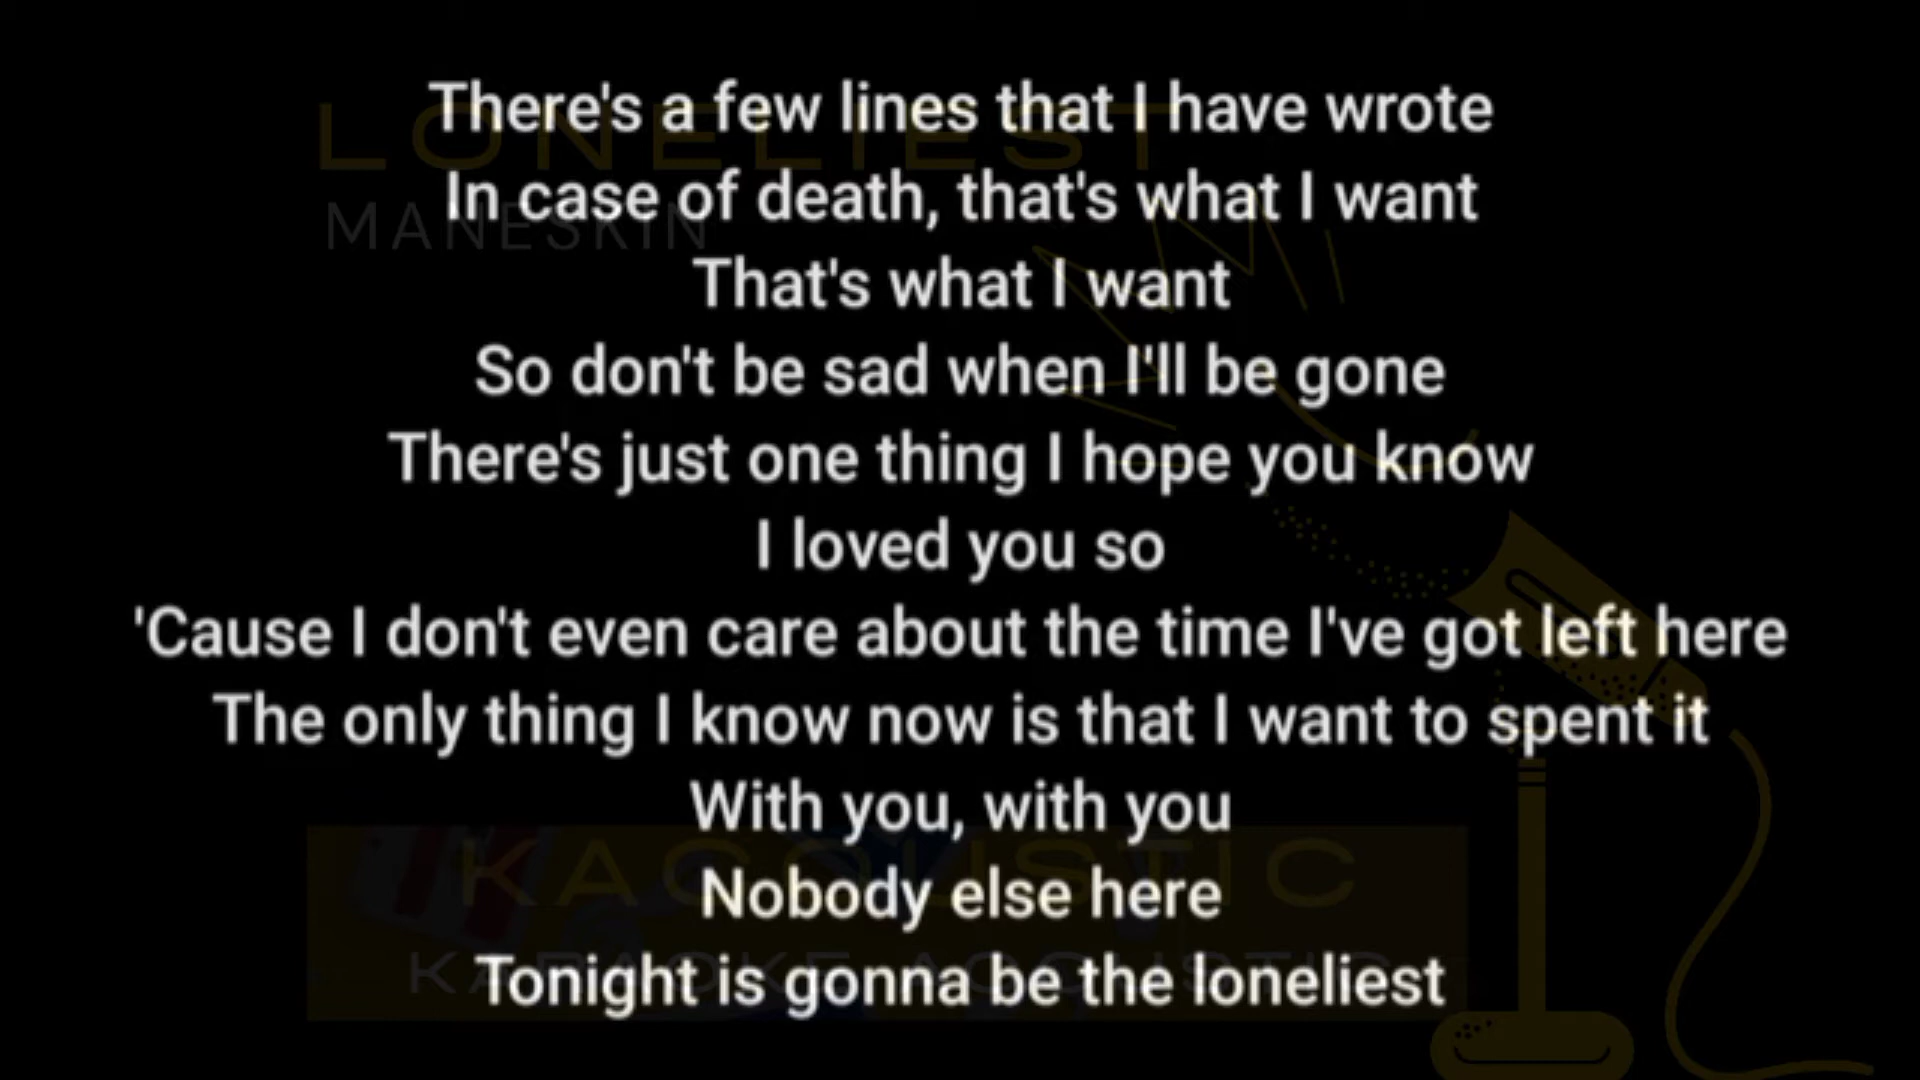 There's a few lines that I have wrote
LONELIEST
In case of death, that's what I want
MANESKIN
That's what I want
So don't be sad when I'll be gone
There's just one thing I hope you know
I loved you so
'Cause I don't even care about the time I've got left here
The only thing I know now is that I want to spent it
With you, with you
KACOUSTIC
Nobody else here
KARAOKE ACOUSTIC
Tonight is gonna be the loneliest